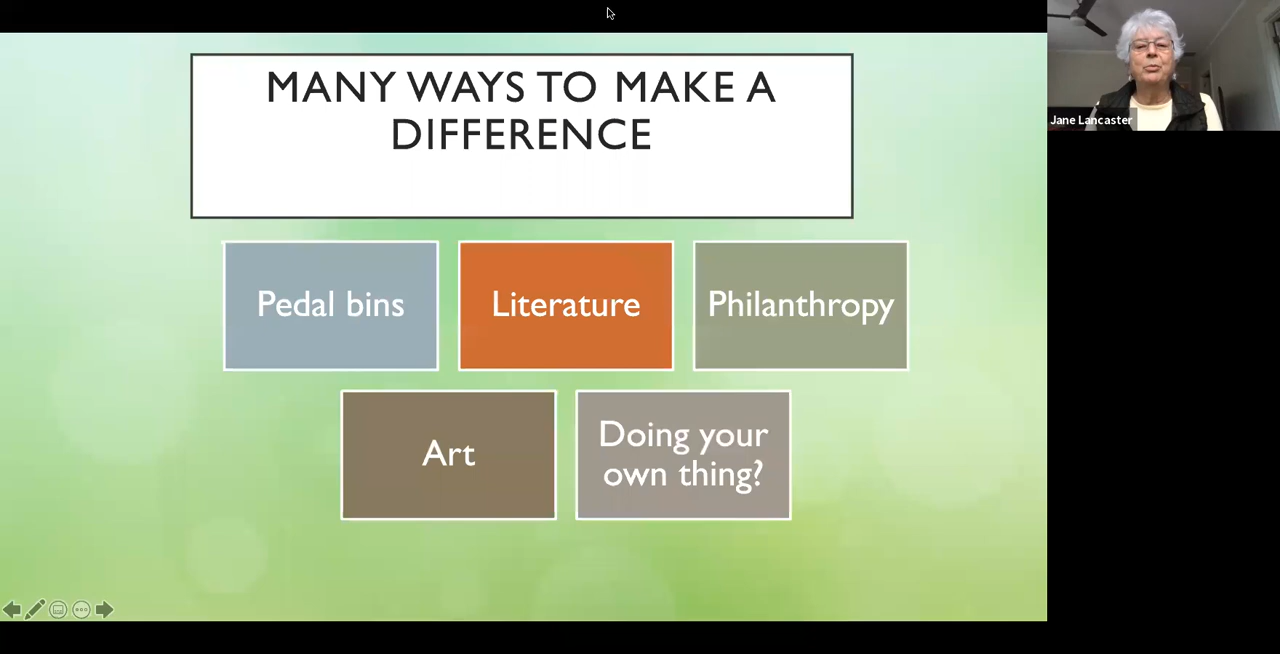 MANY WAYS TO MAKE A
DIFFERENCE
Jane Lancaster
Pedal bins
Literature
Philanthropy
Art
Doing your
own thing?